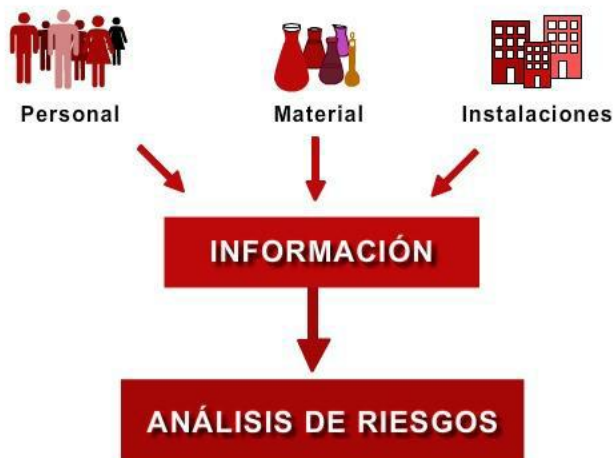 Personal
Material
Instalaciones
INFORMACIÓN
ANÁLISIS DE RIESGOS